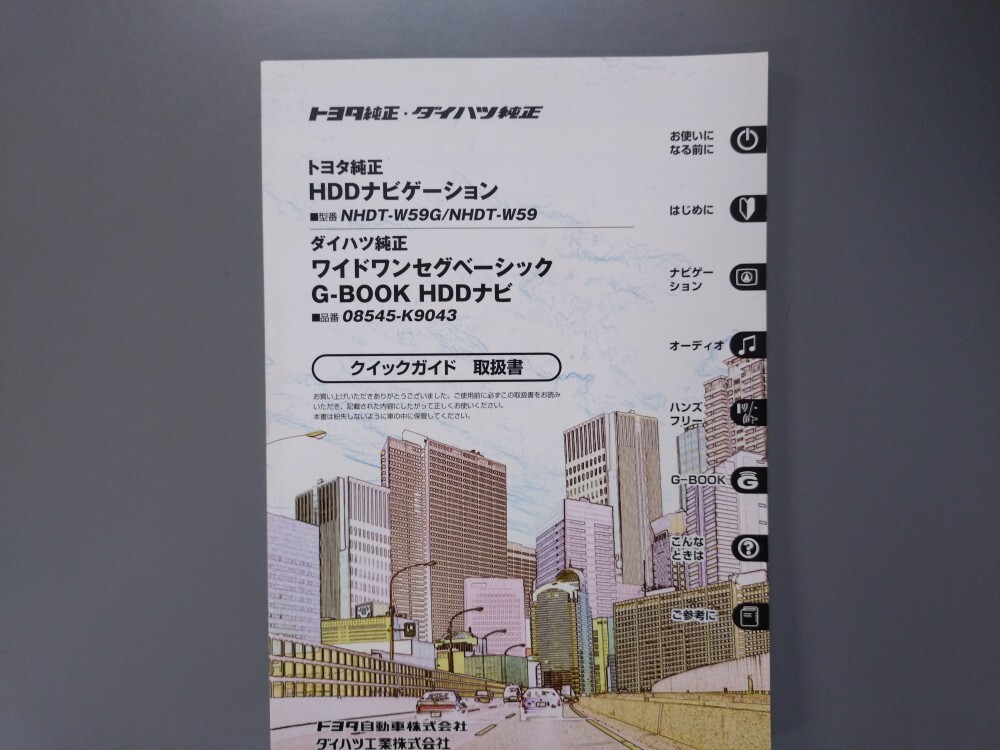 トヨタ純正・ダイハツ純正
トヨタ純正
HDDナビゲーション
■型番 NHDT-W59G/NHDT-W59
ダイハツ純正
ワイドワンセグベーシック
G-BOOK HDDナビ
■品番 08545-K9043
クイックガイド 取扱書
お買い上げいただきありがとうございました。ご使用前に必ずこの取扱書をお読み
いただき、記載された内容にしたがって正しくお使いください。
本書は紛失しないように車の中に保管してください。
お使いに
なる前に
はじめに
ナビゲー
ション
オーディオ
ハンズ
フリー
G-BOOK
G
こんな
ときは
?
ご参考に
トヨタ自動車株式会社
ダイハツ工業株式会社